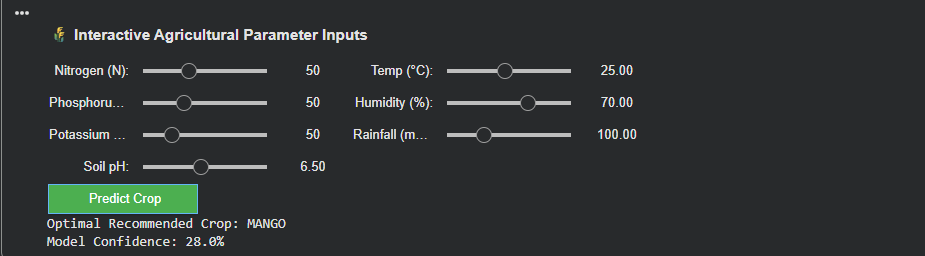 Interactive Agricultural Parameter Inputs
Nitrogen (N): 50 Temp (°C): 25.00
Phosphoru... 50 Humidity (%): 70.00
Potassium ... 50 Rainfall (m... 100.00
Soil pH: 6.50
Predict Crop
Optimal Recommended Crop: MANGO
Model Confidence: 28.0%